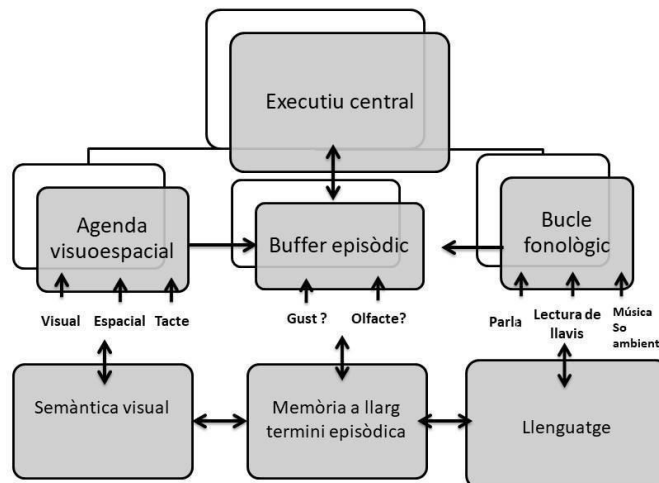 Executiu central
Agenda
visuoespacial
Buffer episòdic
Bucle
fonològic
Visual
Espacial
Tacte
Gust ?
Olfacte?
Parla
Lectura de
llavis
Música
So
ambient
Semàntica visual
Memòria a llarg
termini episòdica
Llenguatge